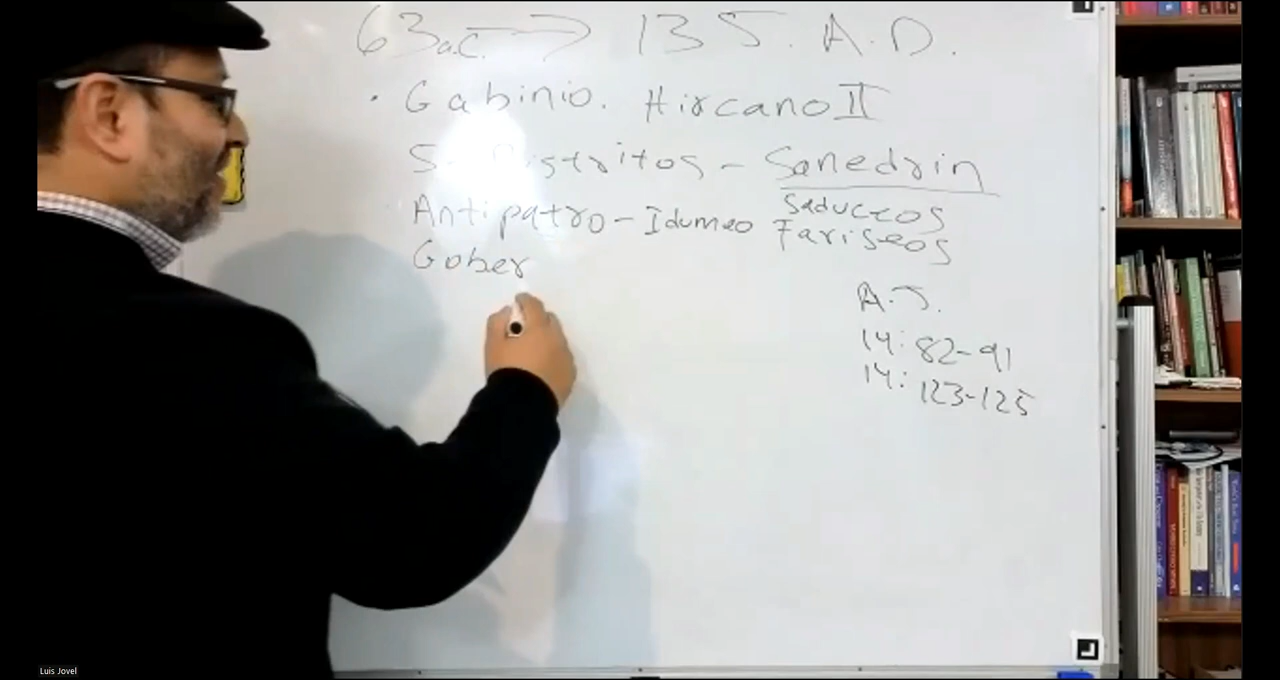 63 a.c. → 135. A.D.
· Gabinio. Hircano II
5 - Distritos - Sanedrin
Saduceos
Antipatro - Idumeo Fariseos
Gober
A.J.
14: 82-91
14: 123-125
Luis Jovel